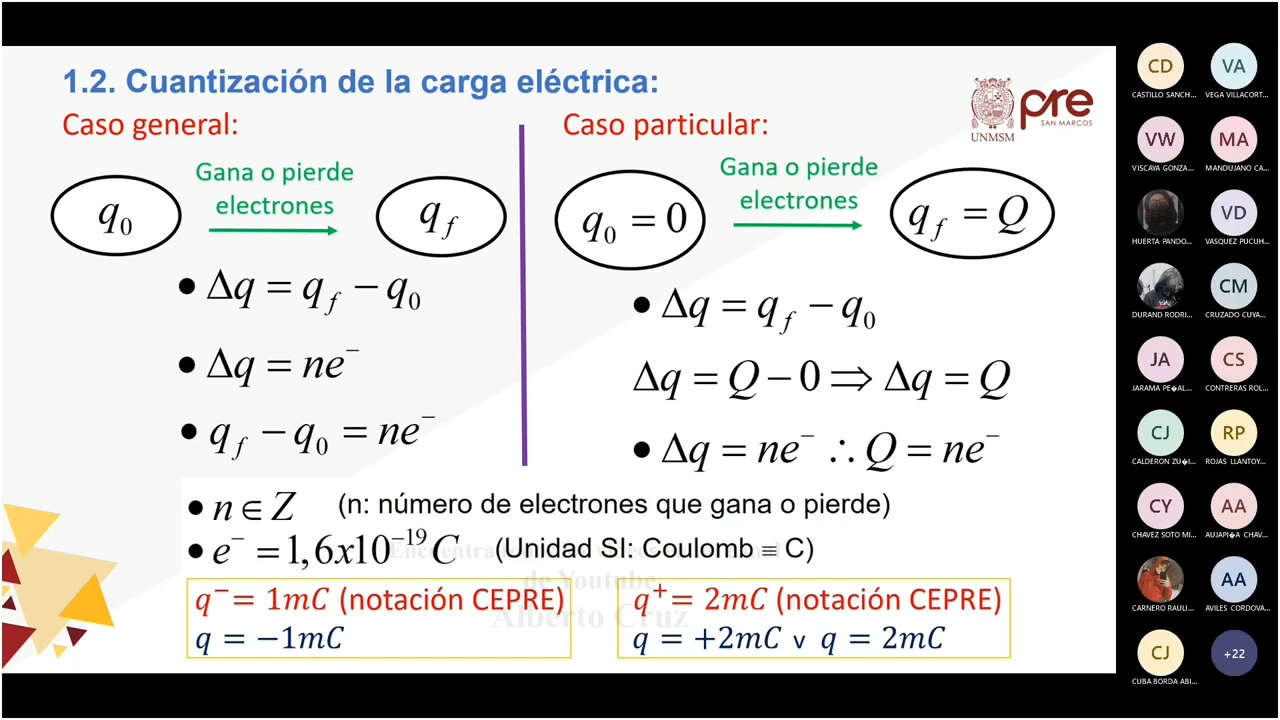 1.2. Cuantización de la carga eléctrica:
pre
SAN MARCOS
UNMSM
Caso general:
Gana o pierde
electrones
q₀
q_f
• Δq = q_f − q₀
• Δq = ne⁻
• q_f − q₀ = ne⁻
Caso particular:
Gana o pierde
electrones
q₀ = 0
q_f = Q
• Δq = q_f − q₀
Δq = Q − 0 ⇒ Δq = Q
• Δq = ne⁻ ∴ Q = ne⁻
• n ∈ Z (n: número de electrones que gana o pierde)
• e⁻ = 1,6x10⁻¹⁹ C (Unidad SI: Coulomb ≡ C)
de Youtube
Alberto Cruz
q⁻ = 1mC (notación CEPRE)
q = −1mC
q⁺ = 2mC (notación CEPRE)
q = +2mC ∨ q = 2mC
CD
CASTILLO SANCH...
VA
VEGA VILLACORT...
VW
VISCAYA GONZA...
MA
MANDUJANO CA...
HUERTA PANDO...
VD
VASQUEZ PUCUH...
DURAND RODRI...
CM
CRUZADO CUYA...
JA
JARAMA PE�AL...
CS
CONTRERAS ROL...
CJ
CALDERON ZU�I...
RP
ROJAS LLANTOY...
CY
CHAVEZ SOTO MI...
AA
AUJAPI�A CHAV...
CARNERO RAULI...
AA
AVILES CORDOVA...
CJ
CUBA BORDA ABI...
+22